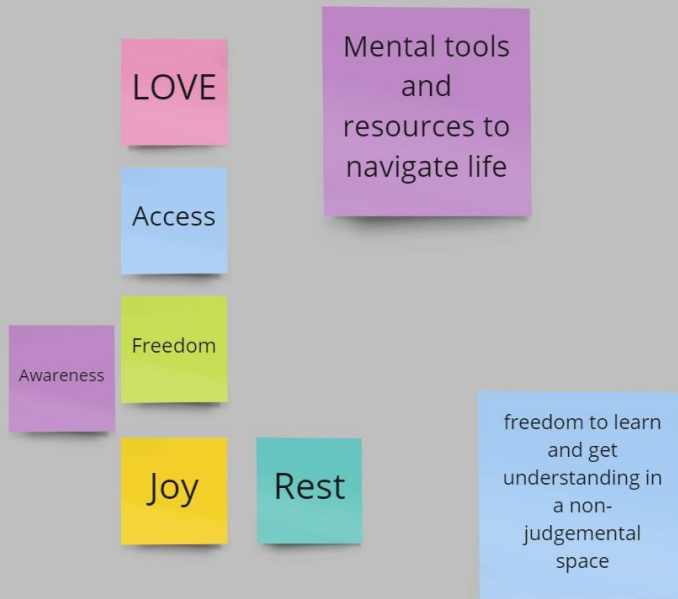 LOVE
Mental tools
and
resources to
navigate life
Access
Freedom
Awareness
Joy
Rest
freedom to learn
and get
understanding in
a non-
judgemental
space